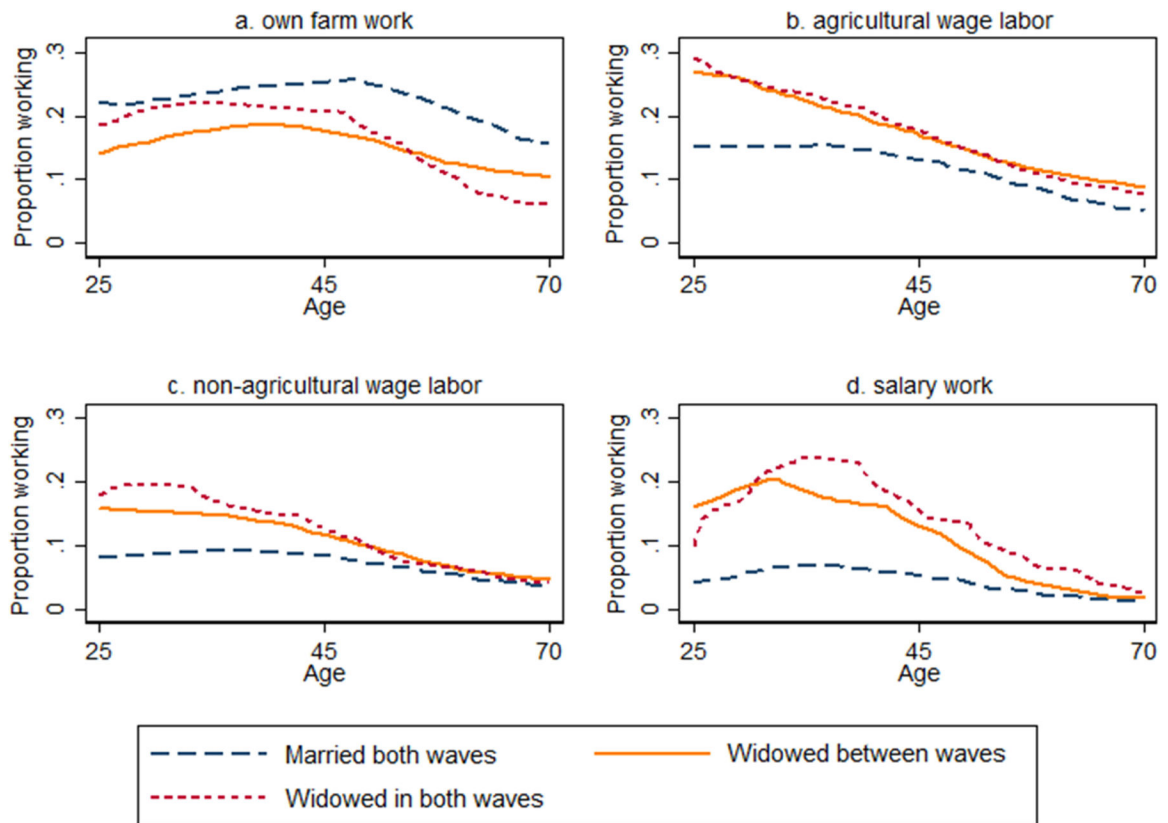 a. own farm work
Proportion working
.3
.2
.1
0
25
45
70
Age
b. agricultural wage labor
Proportion working
.3
.2
.1
0
25
45
70
Age
c. non-agricultural wage labor
Proportion working
.3
.2
.1
0
25
45
70
Age
d. salary work
Proportion working
.3
.2
.1
0
25
45
70
Age
Married both waves
Widowed between waves
Widowed in both waves